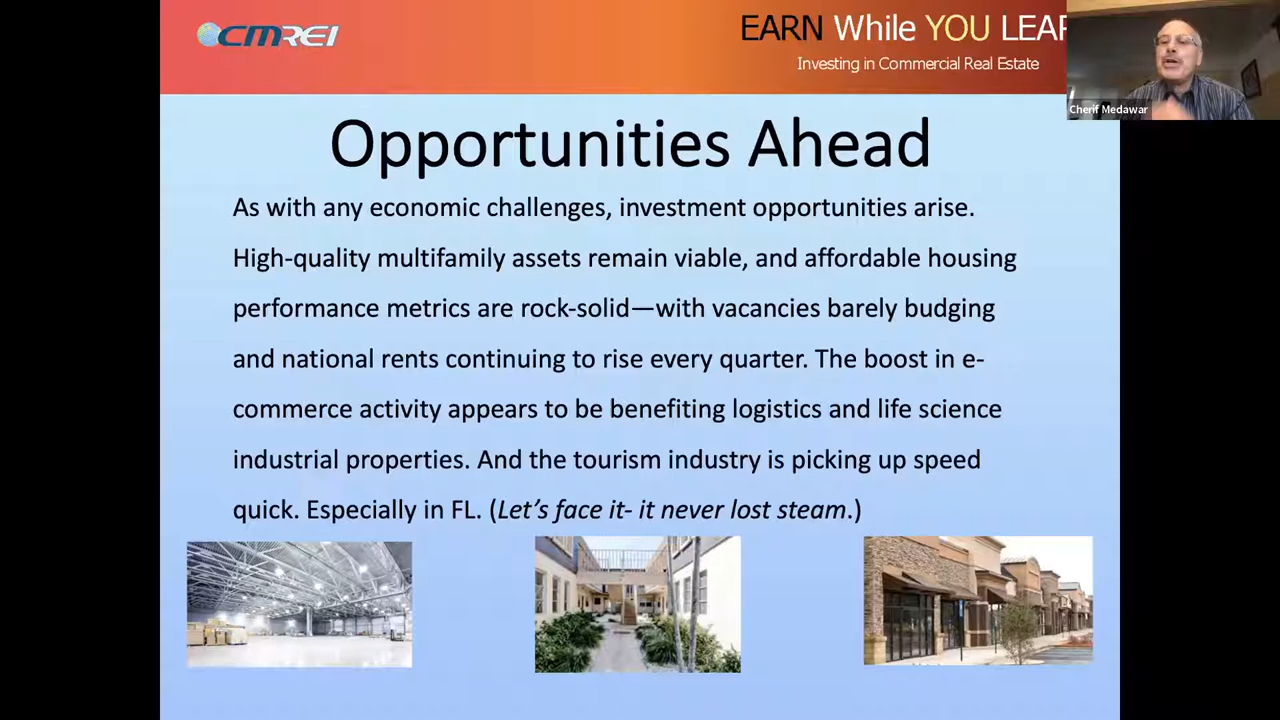 CMREI
EARN While YOU LEAR
Investing in Commercial Real Estate
Cherif Medawar
Opportunities Ahead
As with any economic challenges, investment opportunities arise.
High-quality multifamily assets remain viable, and affordable housing
performance metrics are rock-solid—with vacancies barely budging
and national rents continuing to rise every quarter. The boost in e-
commerce activity appears to be benefiting logistics and life science
industrial properties. And the tourism industry is picking up speed
quick. Especially in FL. (Let’s face it- it never lost steam.)